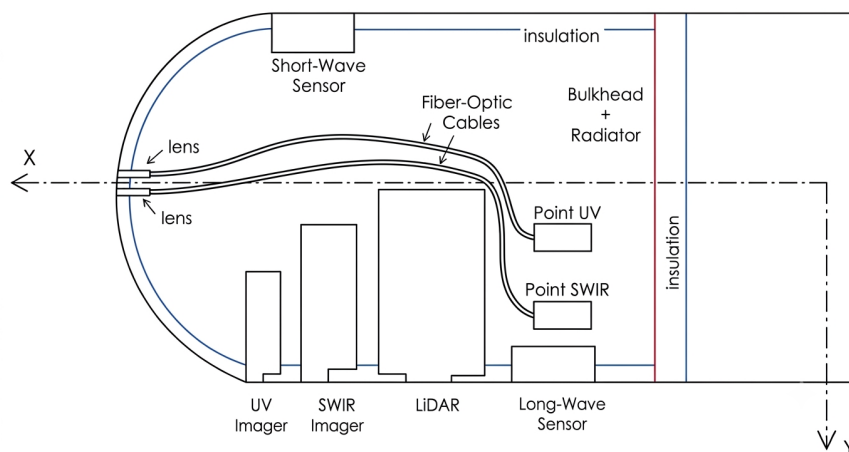 insulation
Short-Wave
Sensor
Fiber-Optic
Cables
Bulkhead
+
Radiator
X
lens
lens
Point UV
Point SWIR
insulation
UV
Imager
SWIR
Imager
LiDAR
Long-Wave
Sensor